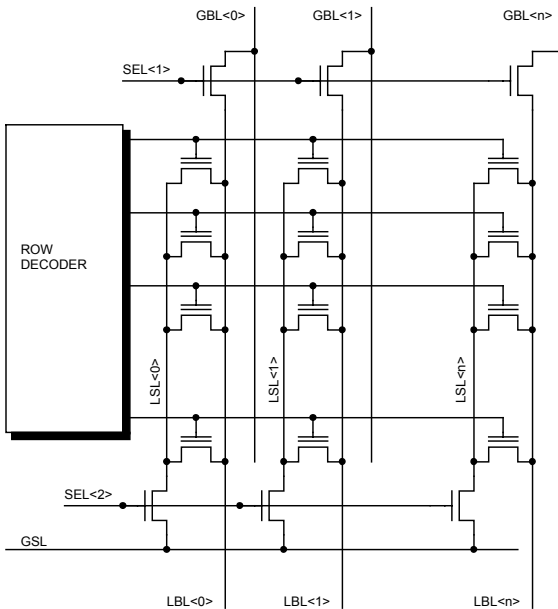 GBL<0>
GBL<1>
GBL<n>
SEL<1>
ROW
DECODER
LSL<0>
LSL<1>
LSL<n>
SEL<2>
GSL
LBL<0>
LBL<1>
LBL<n>